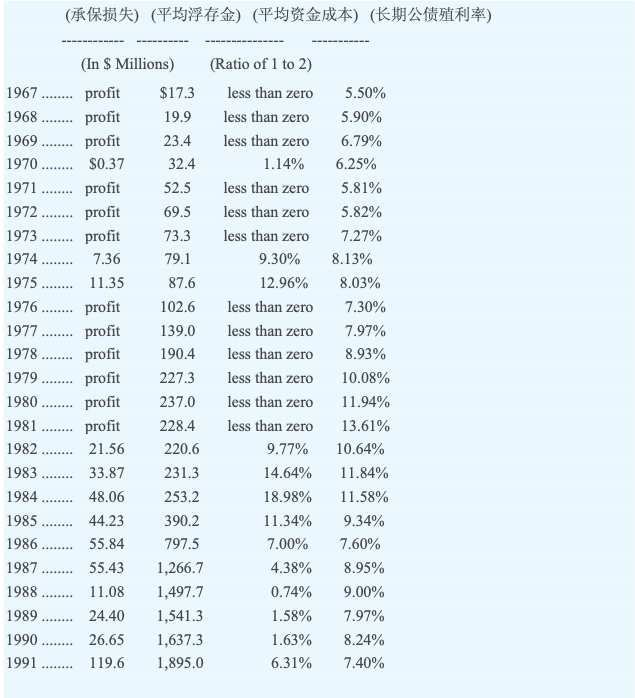 (承保损失) (平均浮存金) (平均资金成本) (长期公债殖利率)
------------ ---------- --------------- -----------
(In $ Millions) (Ratio of 1 to 2)
1967 ........ profit $17.3 less than zero 5.50%
1968 ........ profit 19.9 less than zero 5.90%
1969 ........ profit 23.4 less than zero 6.79%
1970 ........ $0.37 32.4 1.14% 6.25%
1971 ........ profit 52.5 less than zero 5.81%
1972 ........ profit 69.5 less than zero 5.82%
1973 ........ profit 73.3 less than zero 7.27%
1974 ........ 7.36 79.1 9.30% 8.13%
1975 ........ 11.35 87.6 12.96% 8.03%
1976 ........ profit 102.6 less than zero 7.30%
1977 ........ profit 139.0 less than zero 7.97%
1978 ........ profit 190.4 less than zero 8.93%
1979 ........ profit 227.3 less than zero 10.08%
1980 ........ profit 237.0 less than zero 11.94%
1981 ........ profit 228.4 less than zero 13.61%
1982 ........ 21.56 220.6 9.77% 10.64%
1983 ........ 33.87 231.3 14.64% 11.84%
1984 ........ 48.06 253.2 18.98% 11.58%
1985 ........ 44.23 390.2 11.34% 9.34%
1986 ........ 55.84 797.5 7.00% 7.60%
1987 ........ 55.43 1,266.7 4.38% 8.95%
1988 ........ 11.08 1,497.7 0.74% 9.00%
1989 ........ 24.40 1,541.3 1.58% 7.97%
1990 ........ 26.65 1,637.3 1.63% 8.24%
1991 ........ 119.6 1,895.0 6.31% 7.40%